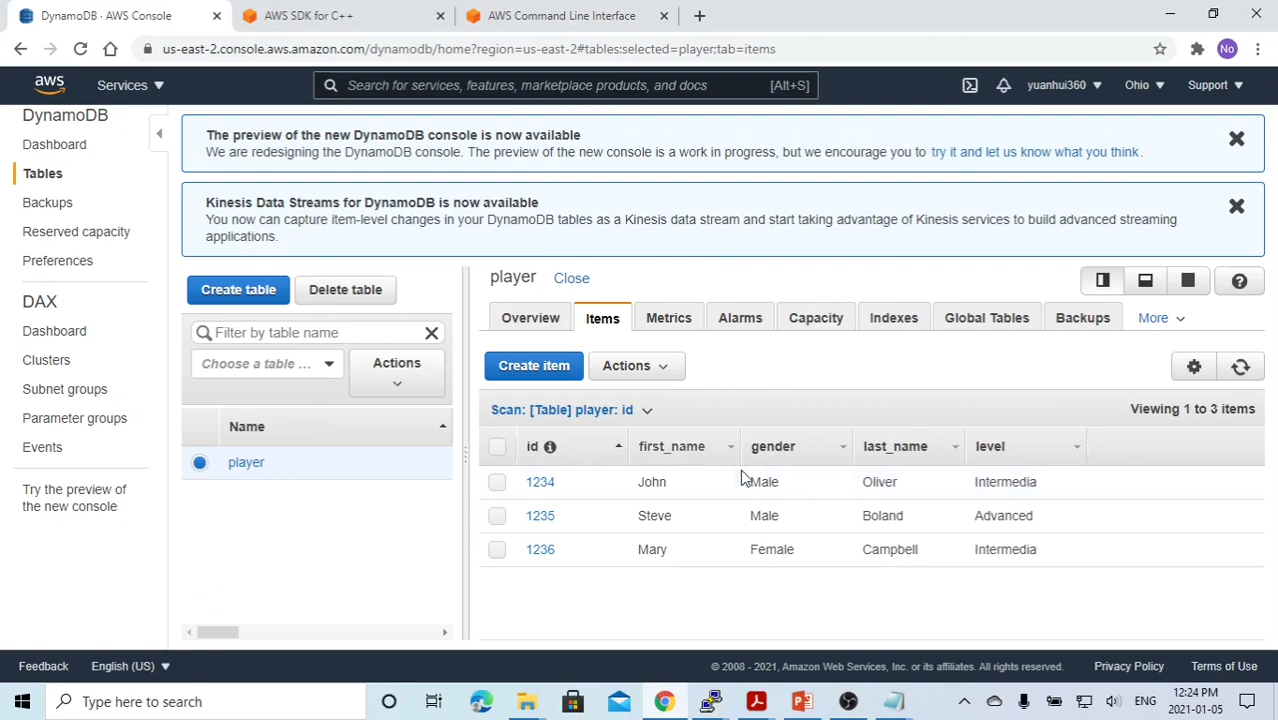 DynamoDB · AWS Console
AWS SDK for C++
AWS Command Line Interface
us-east-2.console.aws.amazon.com/dynamodb/home?region=us-east-2#tables:selected=player;tab=items
No
aws
Services
Search for services, features, marketplace products, and docs
[Alt+S]
yuanhui360
Ohio
Support
DynamoDB
Dashboard
Tables
Backups
Reserved capacity
Preferences
DAX
Dashboard
Clusters
Subnet groups
Parameter groups
Events
Try the preview of
the new console
The preview of the new DynamoDB console is now available
We are redesigning the DynamoDB console. The preview of the new console is a work in progress, but we encourage you to try it and let us know what you think.
Kinesis Data Streams for DynamoDB is now available
You now can capture item-level changes in your DynamoDB tables as a Kinesis data stream and start taking advantage of Kinesis services to build advanced streaming
applications.
Create table
Delete table
Filter by table name
Choose a table ...
Actions
Name
player
player
Close
Overview
Items
Metrics
Alarms
Capacity
Indexes
Global Tables
Backups
More
Create item
Actions
Scan: [Table] player: id
Viewing 1 to 3 items
id first_name gender last_name level
1234 John Male Oliver Intermedia
1235 Steve Male Boland Advanced
1236 Mary Female Campbell Intermedia
Feedback
English (US)
© 2008 - 2021, Amazon Web Services, Inc. or its affiliates. All rights reserved.
Privacy Policy
Terms of Use
Type here to search
ENG
12:24 PM
2021-01-05